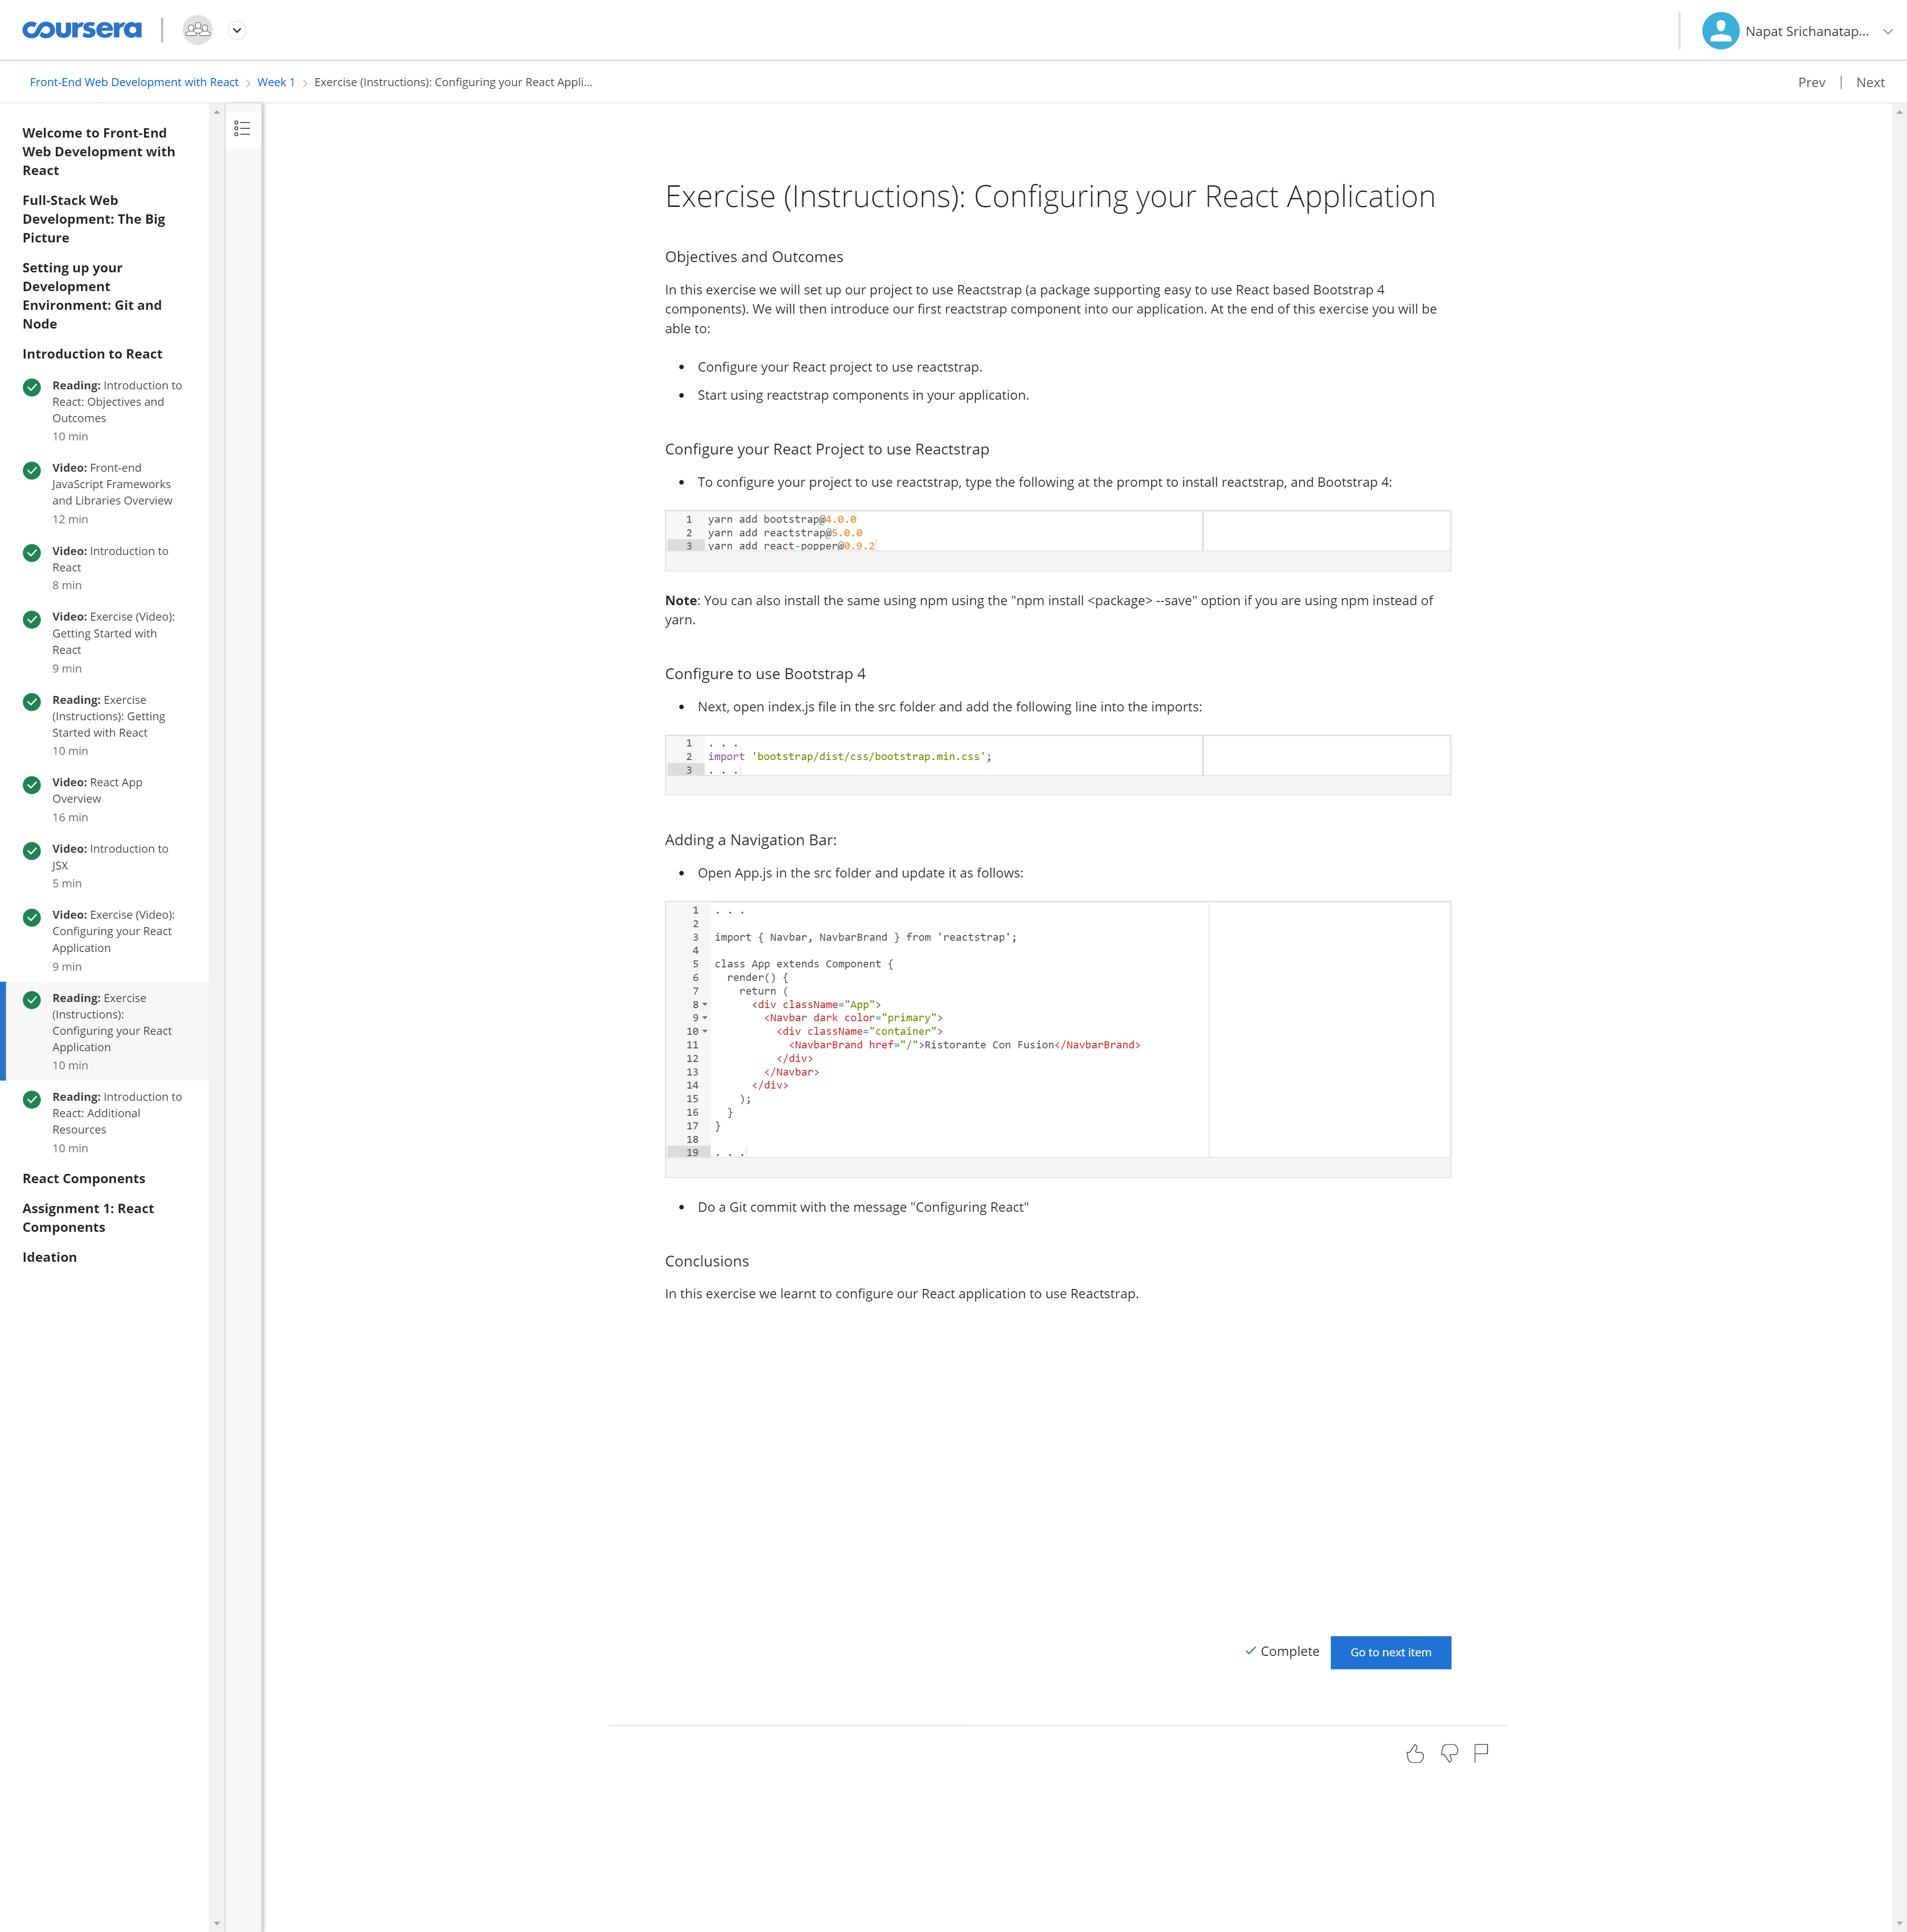 coursera
Napat Srichanatap...
Front-End Web Development with React > Week 1 > Exercise (Instructions): Configuring your React Appli...
Prev | Next
Welcome to Front-End
Web Development with
React
Full-Stack Web
Development: The Big
Picture
Setting up your
Development
Environment: Git and
Node
Introduction to React
Reading: Introduction to
React: Objectives and
Outcomes
10 min
Video: Front-end
JavaScript Frameworks
and Libraries Overview
12 min
Video: Introduction to
React
8 min
Video: Exercise (Video):
Getting Started with
React
9 min
Reading: Exercise
(Instructions): Getting
Started with React
10 min
Video: React App
Overview
16 min
Video: Introduction to
JSX
5 min
Video: Exercise (Video):
Configuring your React
Application
9 min
Reading: Exercise
(Instructions):
Configuring your React
Application
10 min
Reading: Introduction to
React: Additional
Resources
10 min
React Components
Assignment 1: React
Components
Ideation
Exercise (Instructions): Configuring your React Application
Objectives and Outcomes
In this exercise we will set up our project to use Reactstrap (a package supporting easy to use React based Bootstrap 4
components). We will then introduce our first reactstrap component into our application. At the end of this exercise you will be
able to:
• Configure your React project to use reactstrap.
• Start using reactstrap components in your application.
Configure your React Project to use Reactstrap
• To configure your project to use reactstrap, type the following at the prompt to install reactstrap, and Bootstrap 4:
1 yarn add bootstrap@4.0.0
2 yarn add reactstrap@5.0.0
3 yarn add react-popper@0.9.2
Note: You can also install the same using npm using the "npm install <package> --save" option if you are using npm instead of
yarn.
Configure to use Bootstrap 4
• Next, open index.js file in the src folder and add the following line into the imports:
1 . . .
2 import 'bootstrap/dist/css/bootstrap.min.css';
3 . . .
Adding a Navigation Bar:
• Open App.js in the src folder and update it as follows:
1 . . .
2
3 import { Navbar, NavbarBrand } from 'reactstrap';
4
5 class App extends Component {
6   render() {
7     return (
8       <div className="App">
9         <Navbar dark color="primary">
10           <div className="container">
11             <NavbarBrand href="/">Ristorante Con Fusion</NavbarBrand>
12           </div>
13         </Navbar>
14       </div>
15     );
16   }
17 }
18
19 . . .
• Do a Git commit with the message "Configuring React"
Conclusions
In this exercise we learnt to configure our React application to use Reactstrap.
Complete
Go to next item